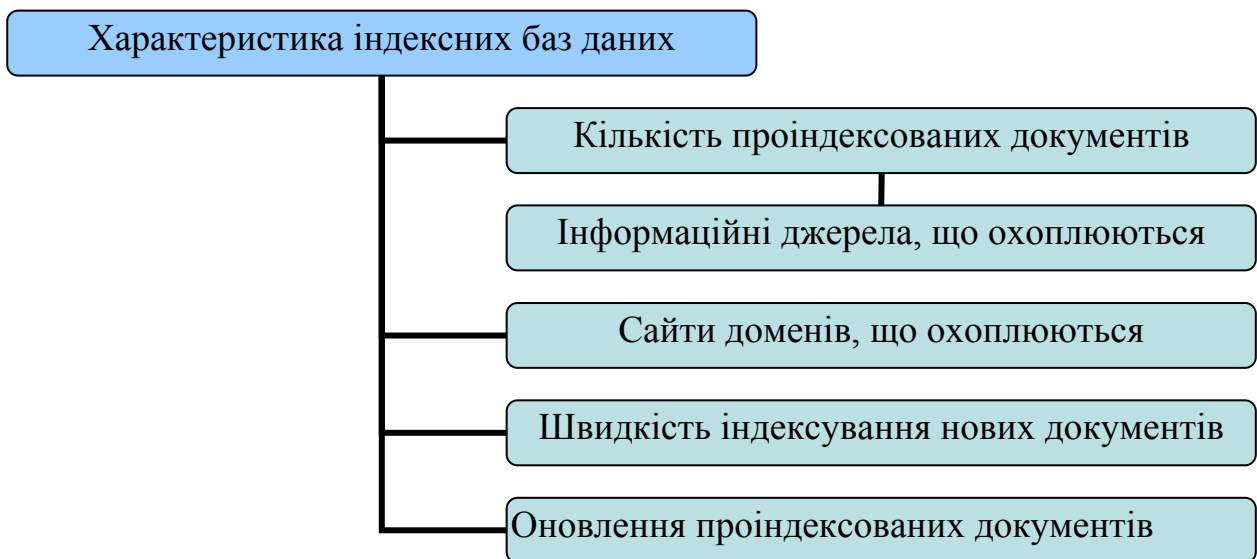 Характеристика індексних баз даних
Кількість проіндексованих документів
Інформаційні джерела, що охоплюються
Сайти доменів, що охоплюються
Швидкість індексування нових документів
Оновлення проіндексованих документів